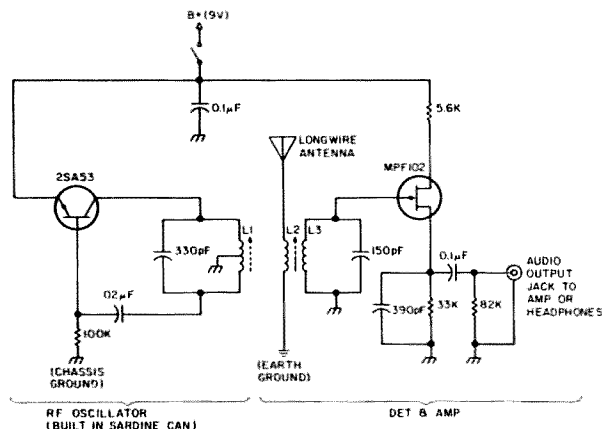 B+(9V)
0.1µF
5.6K
LONGWIRE
ANTENNA
MPF102
2SA53
L1
L2
L3
330pF
150pF
.02µF
100K
(CHASSIS
GROUND)
(EARTH
GROUND)
0.1µF
390pF
33K
82K
AUDIO
OUTPUT
JACK TO
AMP OR
HEADPHONES
RF OSCILLATOR
(BUILT IN SARDINE CAN)
DET & AMP